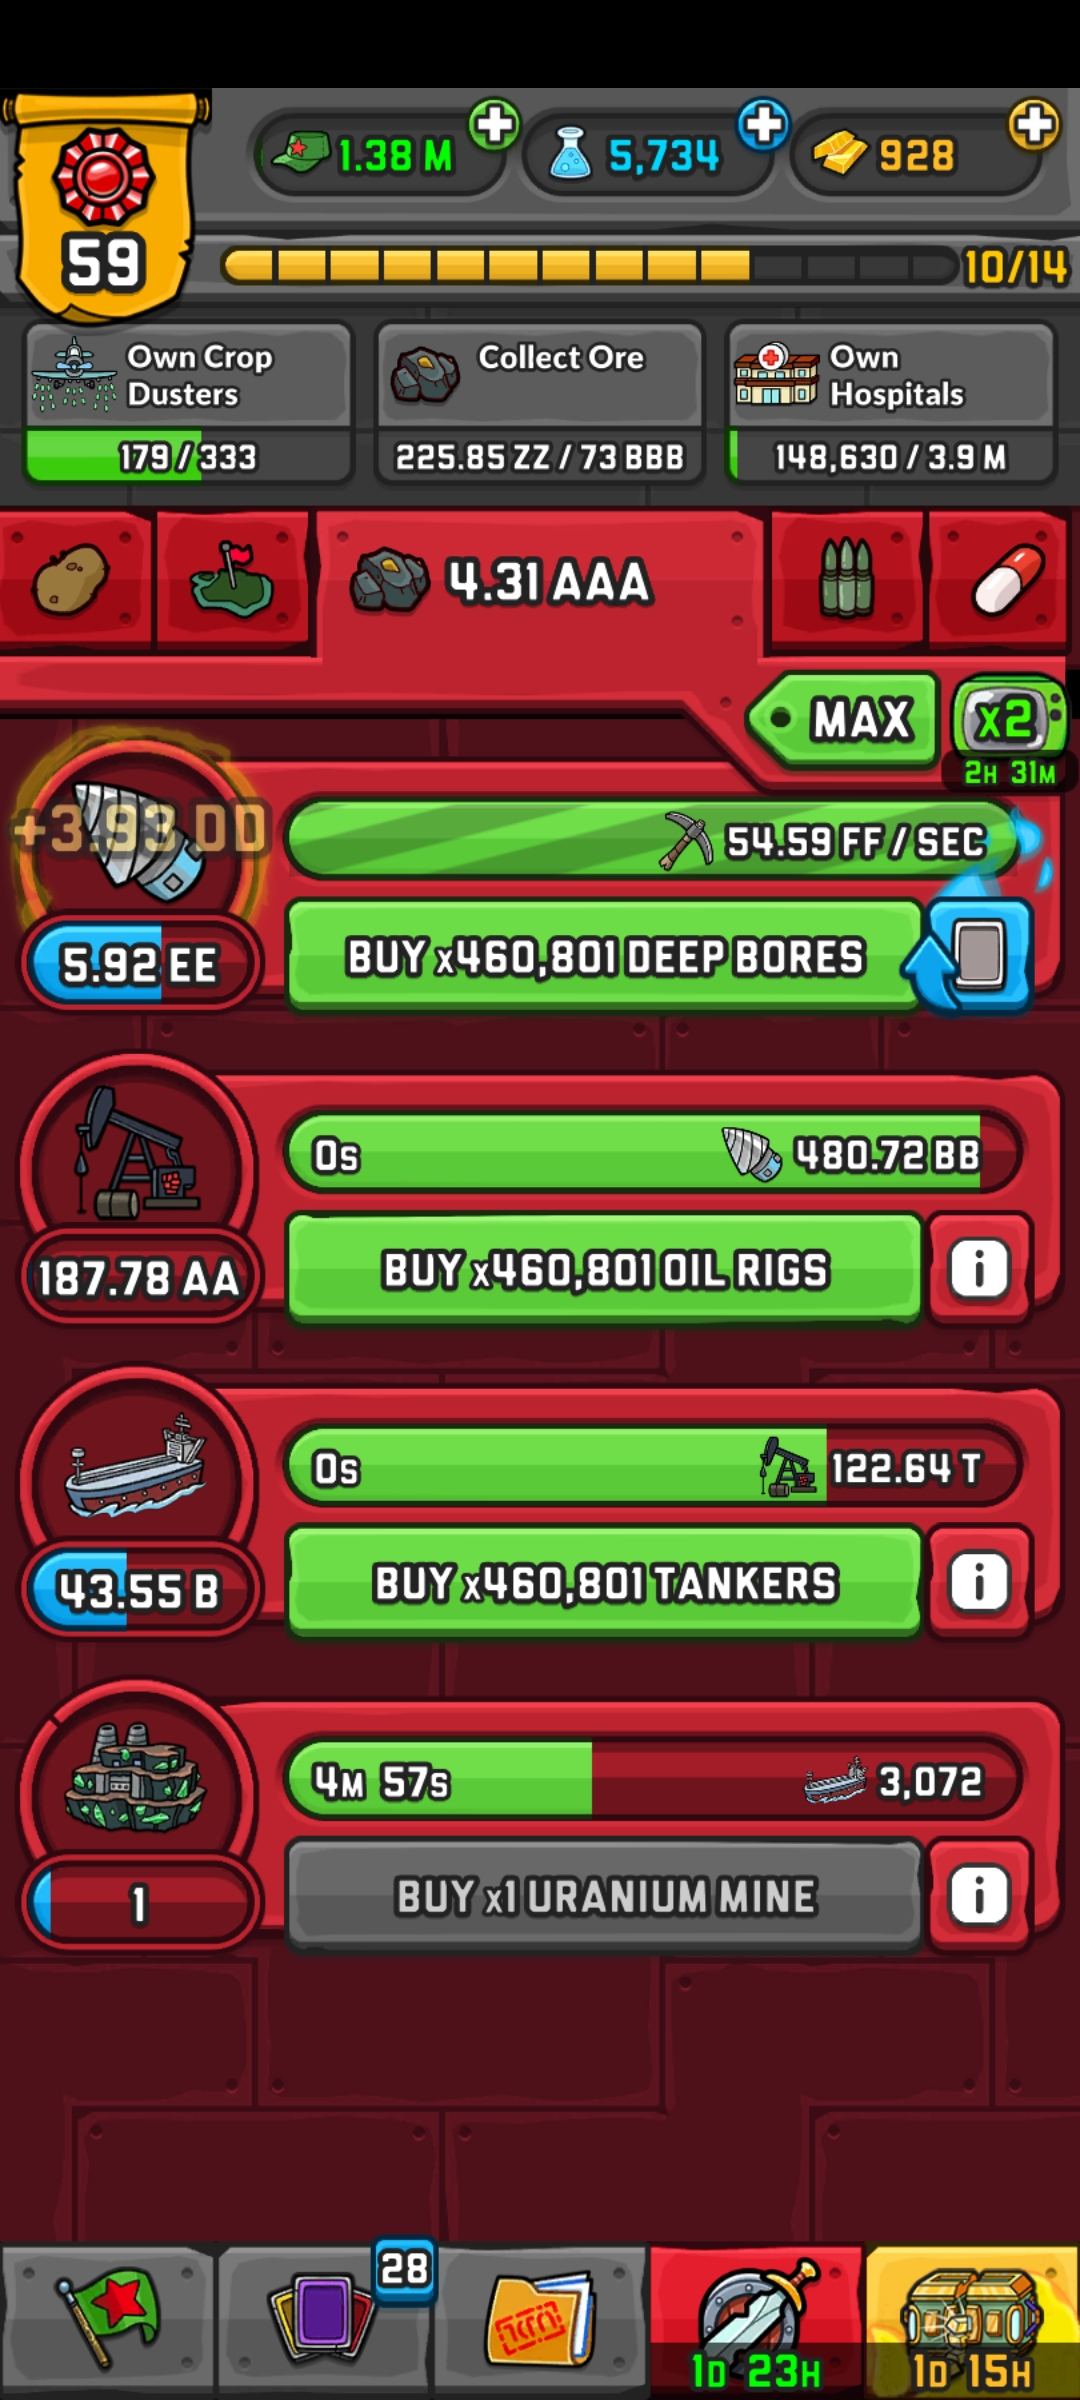 1.38 M
5,734
928
59
10/14
Own Crop
Dusters
179 / 333
Collect Ore
225.85 ZZ / 73 BBB
Own
Hospitals
148,630 / 3.9 M
4.31 AAA
MAX
x2
2H 31M
+3.93 DD
54.59 FF / SEC
5.92 EE
BUY x460,801 DEEP BORES
0s
480.72 BB
187.78 AA
BUY x460,801 OIL RIGS
i
0s
122.64 T
43.55 B
BUY x460,801 TANKERS
i
4M 57s
3,072
1
BUY x1 URANIUM MINE
i
28
1D 23H
1D 15H